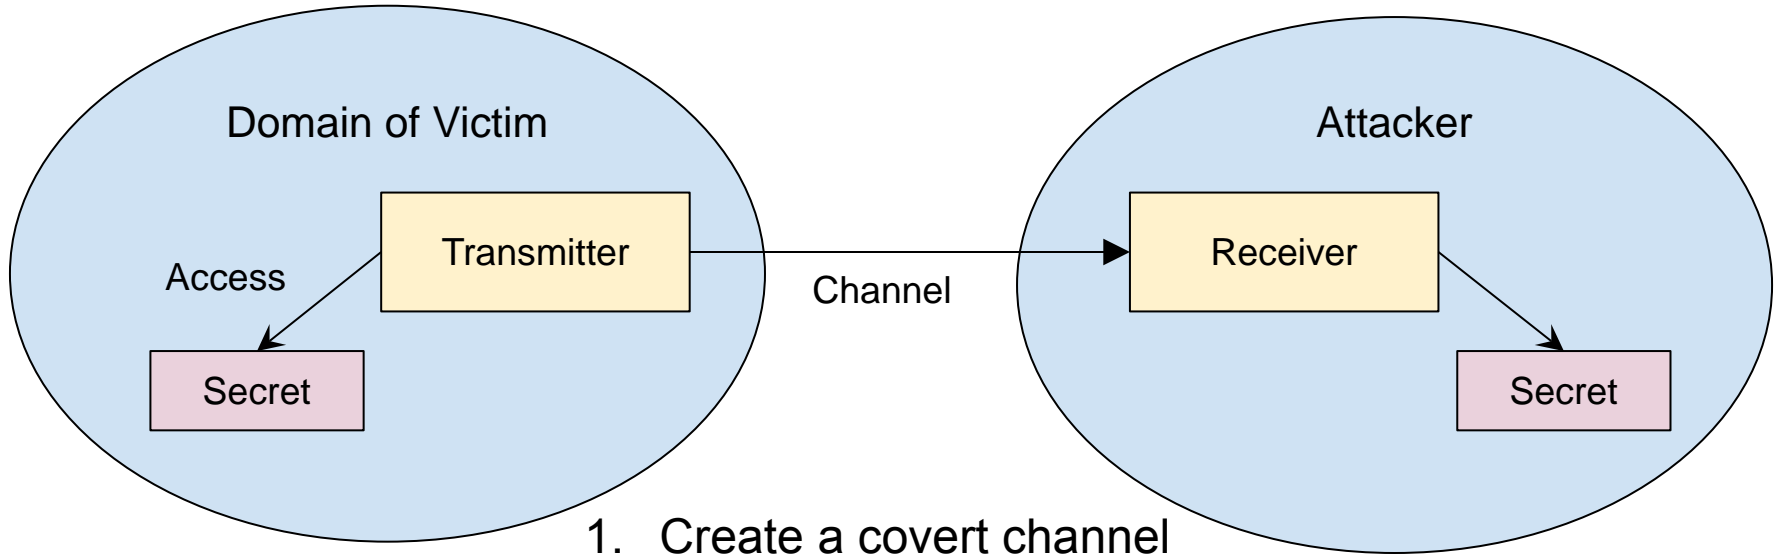 Domain of Victim
Attacker
Transmitter
Receiver
Access
Channel
Secret
Secret
1. Create a covert channel